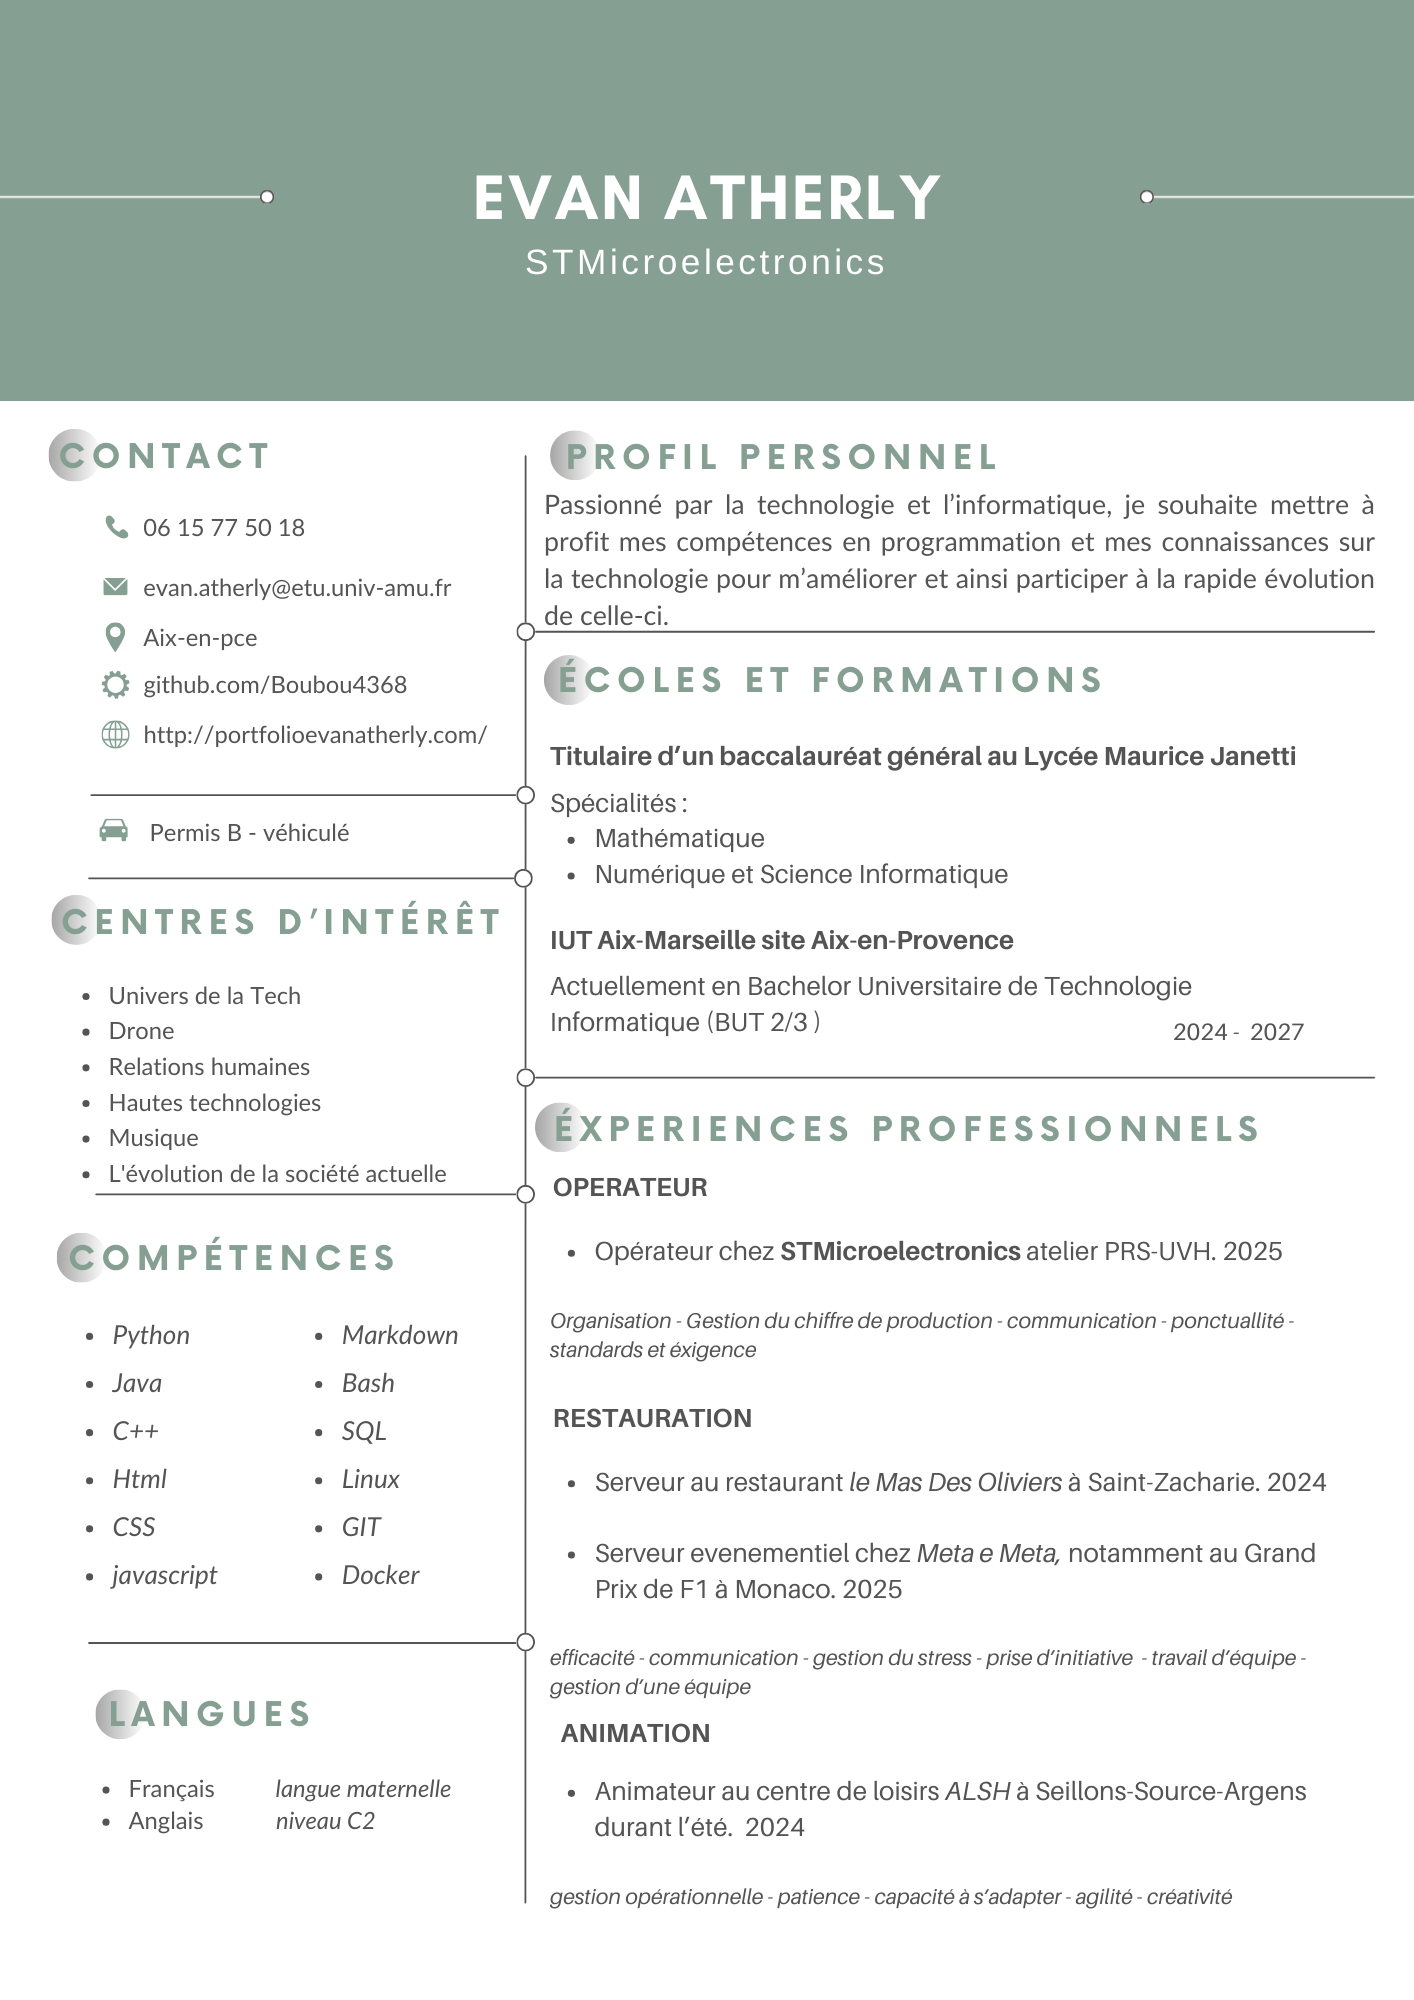 EVAN ATHERLY
STMicroelectronics
CONTACT
06 15 77 50 18
evan.atherly@etu.univ-amu.fr
Aix-en-pce
github.com/Boubou4368
http://portfolioevanatherly.com/
Permis B - véhiculé
CENTRES D’INTÉRÊT
• Univers de la Tech
• Drone
• Relations humaines
• Hautes technologies
• Musique
• L'évolution de la société actuelle
COMPÉTENCES
• Python
• Java
• C++
• Html
• CSS
• javascript
• Markdown
• Bash
• SQL
• Linux
• GIT
• Docker
LANGUES
• Français langue maternelle
• Anglais niveau C2
PROFIL PERSONNEL
Passionné par la technologie et l’informatique, je souhaite mettre à
profit mes compétences en programmation et mes connaissances sur
la technologie pour m’améliorer et ainsi participer à la rapide évolution
de celle-ci.
ÉCOLES ET FORMATIONS
Titulaire d’un baccalauréat général au Lycée Maurice Janetti
Spécialités :
• Mathématique
• Numérique et Science Informatique
IUT Aix-Marseille site Aix-en-Provence
Actuellement en Bachelor Universitaire de Technologie
Informatique (BUT 2/3 )
2024 - 2027
ÉXPERIENCES PROFESSIONNELS
OPERATEUR
• Opérateur chez STMicroelectronics atelier PRS-UVH. 2025
Organisation - Gestion du chiffre de production - communication - ponctuallité -
standards et éxigence
RESTAURATION
• Serveur au restaurant le Mas Des Oliviers à Saint-Zacharie. 2024
• Serveur evenementiel chez Meta e Meta, notamment au Grand
Prix de F1 à Monaco. 2025
efficacité - communication - gestion du stress - prise d’initiative - travail d’équipe -
gestion d’une équipe
ANIMATION
• Animateur au centre de loisirs ALSH à Seillons-Source-Argens
durant l’été. 2024
gestion opérationnelle - patience - capacité à s’adapter - agilité - créativité